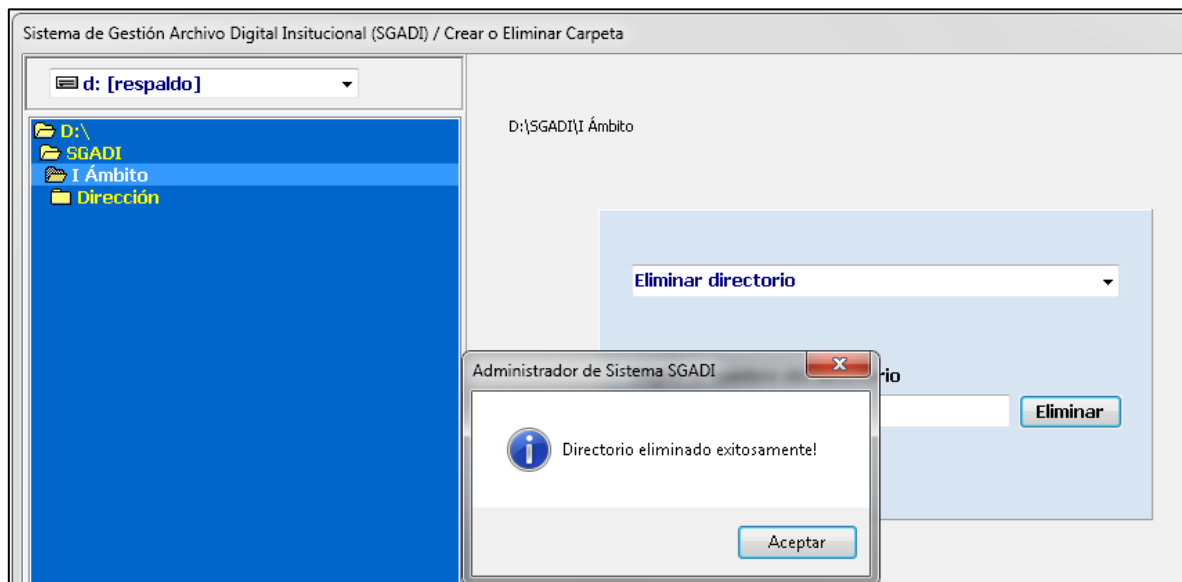 Sistema de Gestión Archivo Digital Insitucional (SGADI) / Crear o Eliminar Carpeta
d: [respaldo]
D:\
SGADI
I Ámbito
Dirección
D:\SGADI\I Ámbito
Eliminar directorio
Administrador de Sistema SGADI
rio
Eliminar
Directorio eliminado exitosamente!
Aceptar